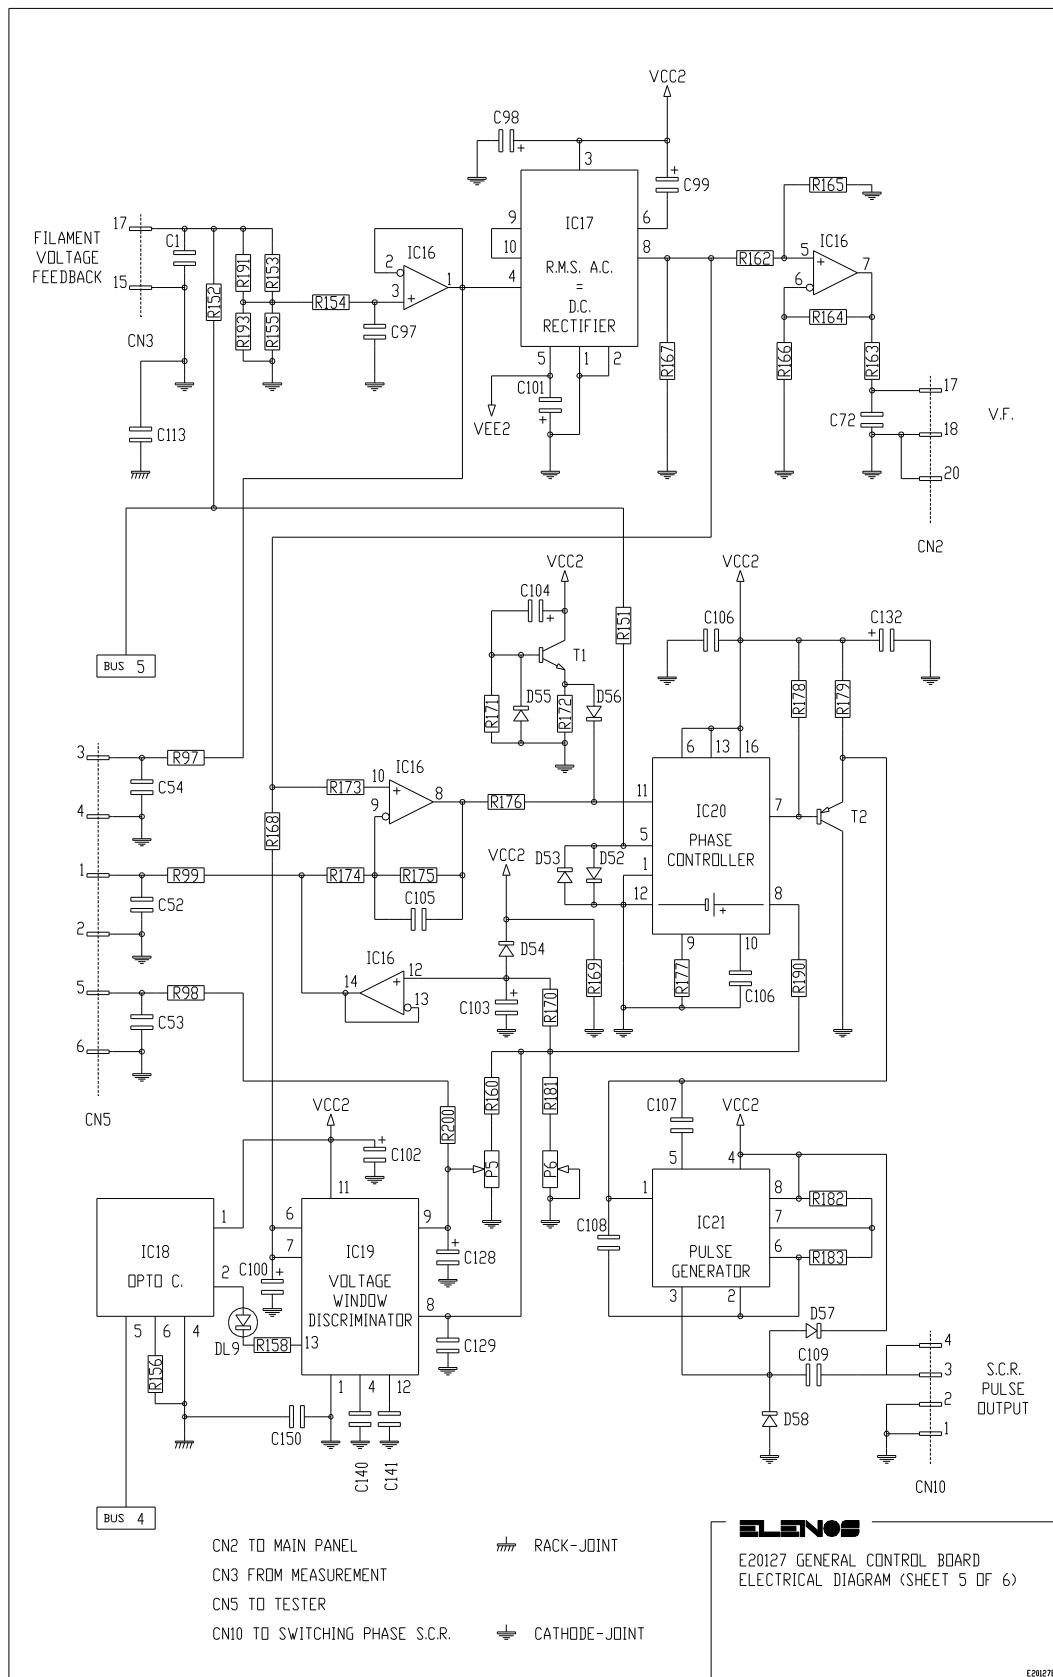 VCC2
C98
3
C99
R165
17
C1
FILAMENT
VOLTAGE
FEEDBACK
15
CN3
R152
R191
R153
R193
R155
R154
C97
C113
2
IC16
3
1
9
10
4
IC17
R.M.S. A.C.
=
D.C.
RECTIFIER
6
8
5
1
2
C101
VEE2
R167
R162
5
IC16
7
6
R164
R166
R163
C72
17
18
20
V.F.
CN2
BUS 5
VCC2
C104
T1
R171
D55
R172
D56
R151
VCC2
C106
C132
R178
R179
6
13
16
3
R97
C54
4
1
R99
C52
2
5
R98
C53
6
CN5
R168
R173
10
IC16
9
8
R176
R174
R175
C105
11
IC20
7
PHASE
CONTROLLER
5
1
12
8
9
10
T2
D53
D52
VCC2
D54
R169
R177
C106
R190
IC16
14
12
13
C103
R170
R160
R181
R200
P5
P6
VCC2
C102
11
1
IC18
OPTO C.
2
5
6
4
R156
DL9
R158
13
6
7
C100
IC19
VOLTAGE
WINDOW
DISCRIMINATOR
9
8
C128
C129
1
4
12
C150
C140
C141
C107
VCC2
5
4
1
8
R182
IC21
7
PULSE
GENERATOR
6
R183
3
2
C108
D57
C109
D58
4
3
2
1
S.C.R.
PULSE
OUTPUT
CN10
BUS 4
CN2 TO MAIN PANEL
CN3 FROM MEASUREMENT
CN5 TO TESTER
CN10 TO SWITCHING PHASE S.C.R.
RACK-JOINT
CATHODE-JOINT
ELENOS
E20127 GENERAL CONTROL BOARD
ELECTRICAL DIAGRAM (SHEET 5 OF 6)